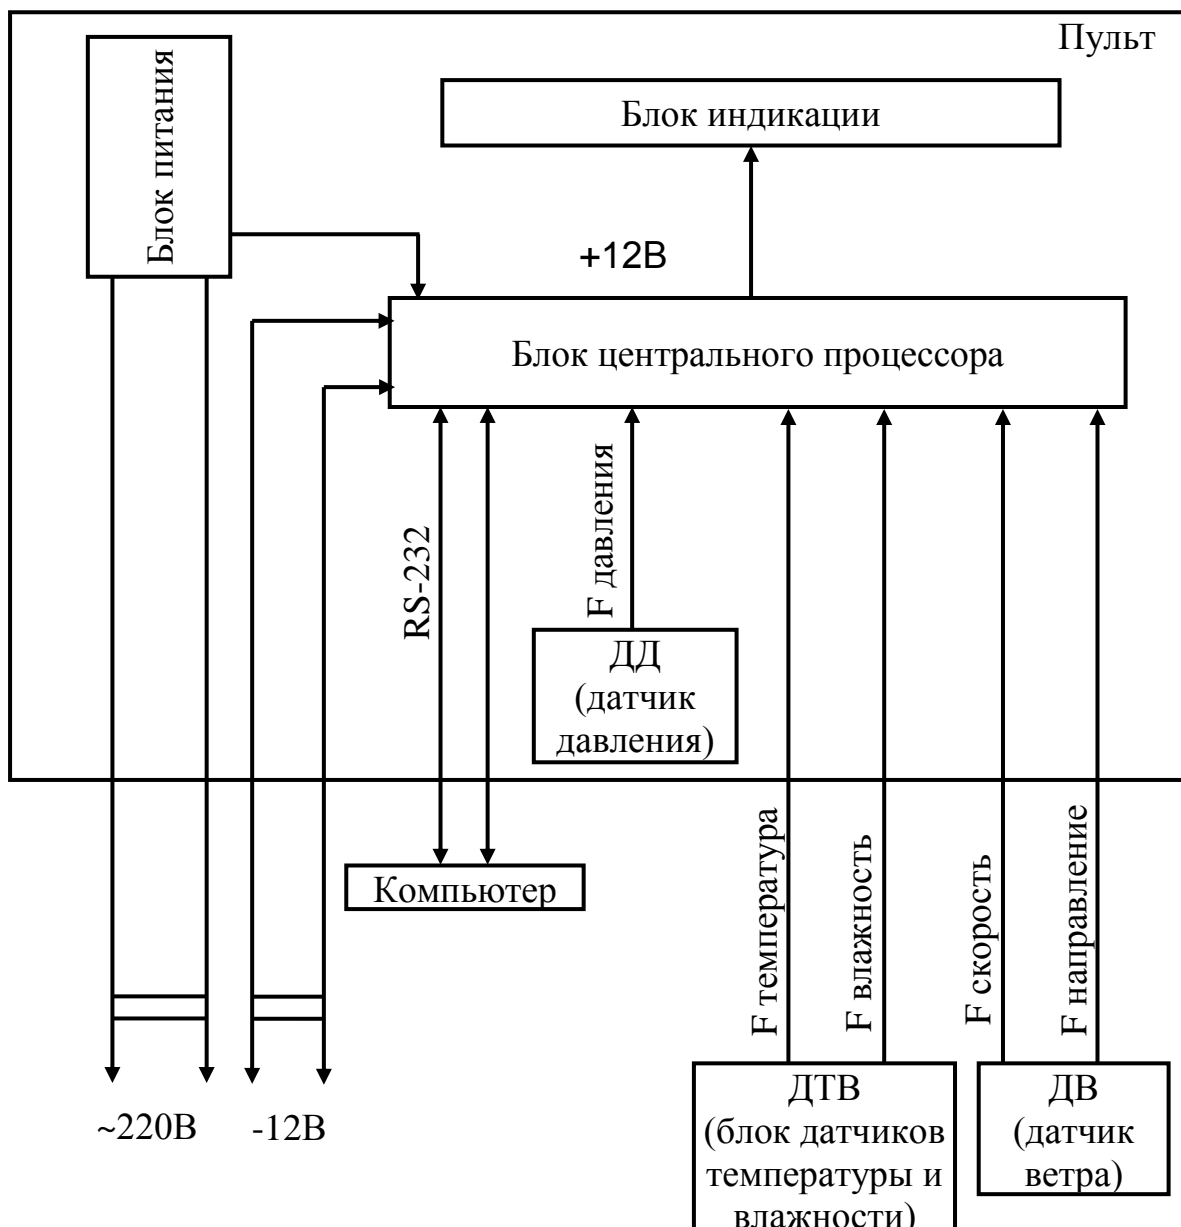 Пульт
Блок питания
Блок индикации
+12В
Блок центрального процессора
RS-232
F давления
ДД
(датчик
давления)
Компьютер
F температура
F влажность
F скорость
F направление
~220В
-12В
ДТВ
(блок датчиков
температуры и
влажности)
ДВ
(датчик
ветра)